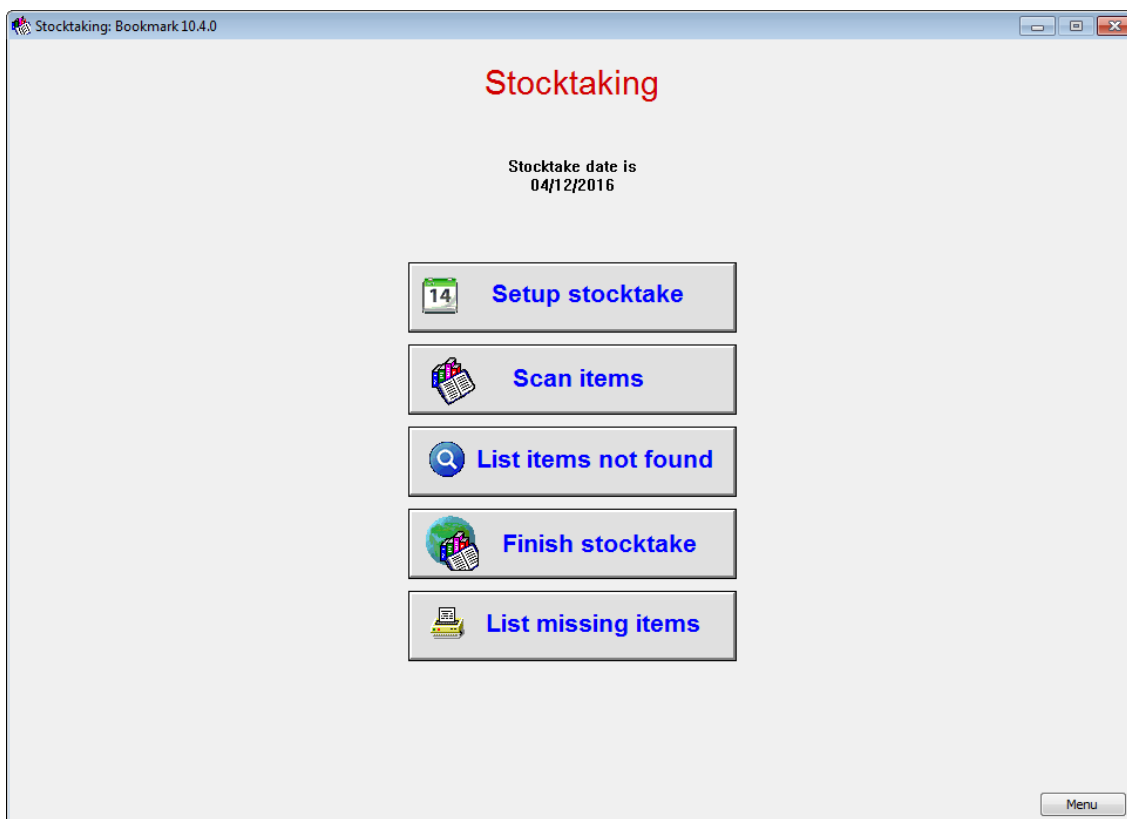 Stocktaking: Bookmark 10.4.0
Stocktaking
Stocktake date is
04/12/2016
14
Setup stocktake
Scan items
List items not found
Finish stocktake
List missing items
Menu